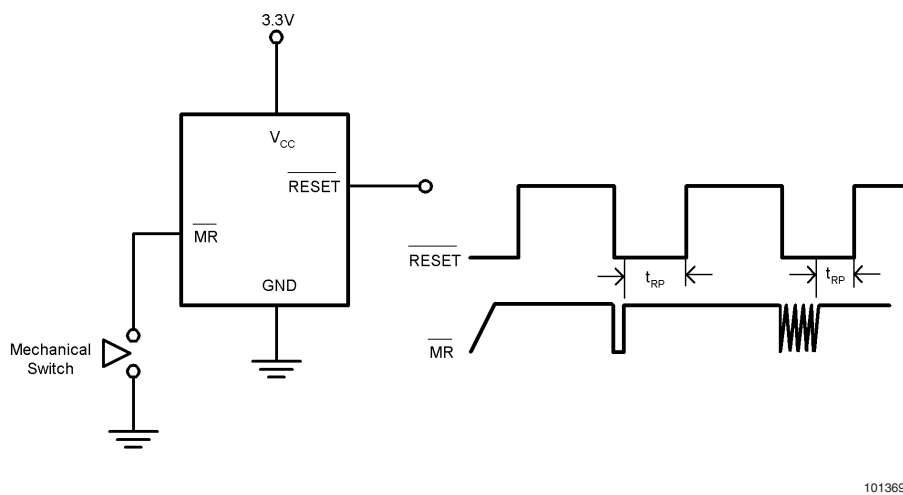 3.3V
VCC
RESET
MR
GND
Mechanical
Switch
RESET
tRP
tRP
MR
101369